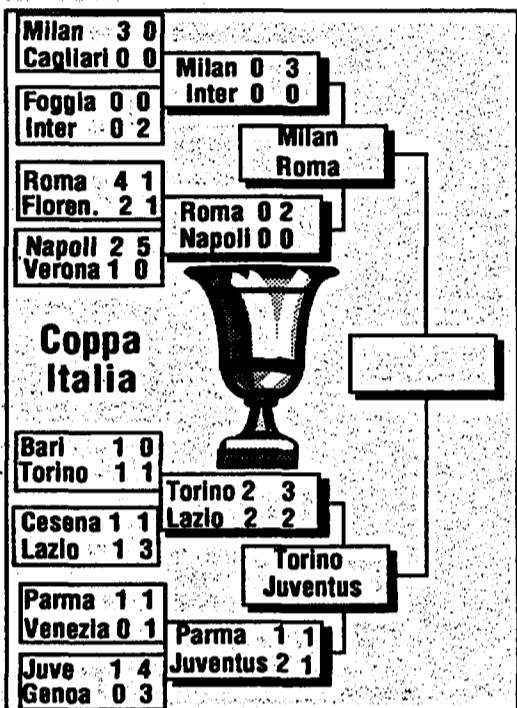 Milan 3 0
Cagliari 0 0
Foggia 0 0
Inter 0 2
Milan 0 3
Inter 0 0
Milan
Roma
Roma 4 1
Fioren. 2 1
Napoli 2 5
Verona 1 0
Roma 0 2
Napoli 0 0
Coppa
Italia
Bari 1 0
Torino 1 1
Cesena 1 1
Lazio 1 3
Torino 2 3
Lazio 2 2
Torino
Juventus
Parma 1 1
Venezia 0 1
Juve 1 4
Genoa 0 3
Parma 1 1
Juventus 2 1